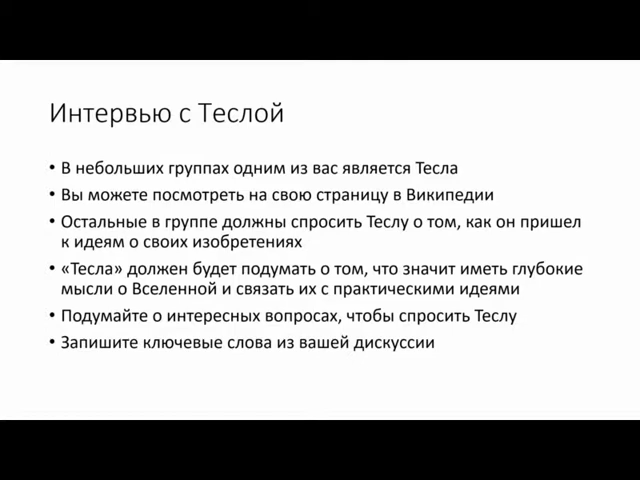 Интервью с Теслой
• В небольших группах одним из вас является Тесла
• Вы можете посмотреть на свою страницу в Википедии
• Остальные в группе должны спросить Теслу о том, как он пришел
к идеям о своих изобретениях
• «Тесла» должен будет подумать о том, что значит иметь глубокие
мысли о Вселенной и связать их с практическими идеями
• Подумайте о интересных вопросах, чтобы спросить Теслу
• Запишите ключевые слова из вашей дискуссии